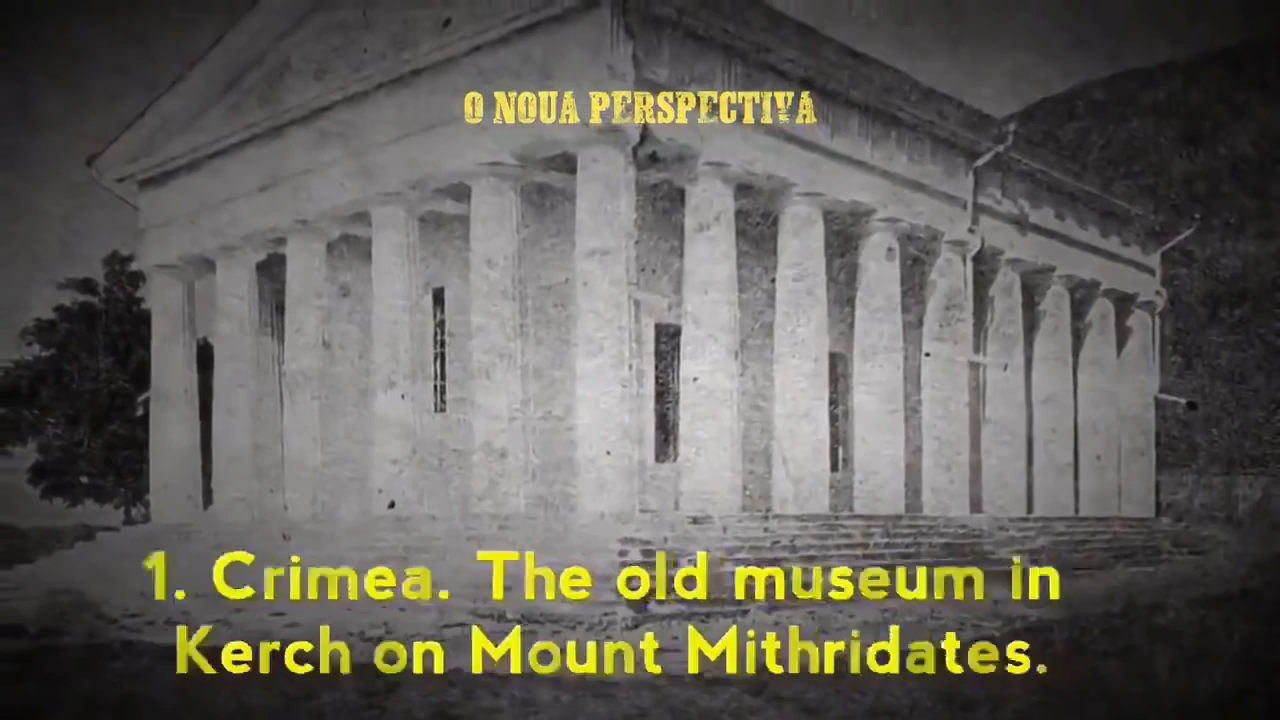 O NOUA PERSPECTIVA
1. Crimea. The old museum in
Kerch on Mount Mithridates.